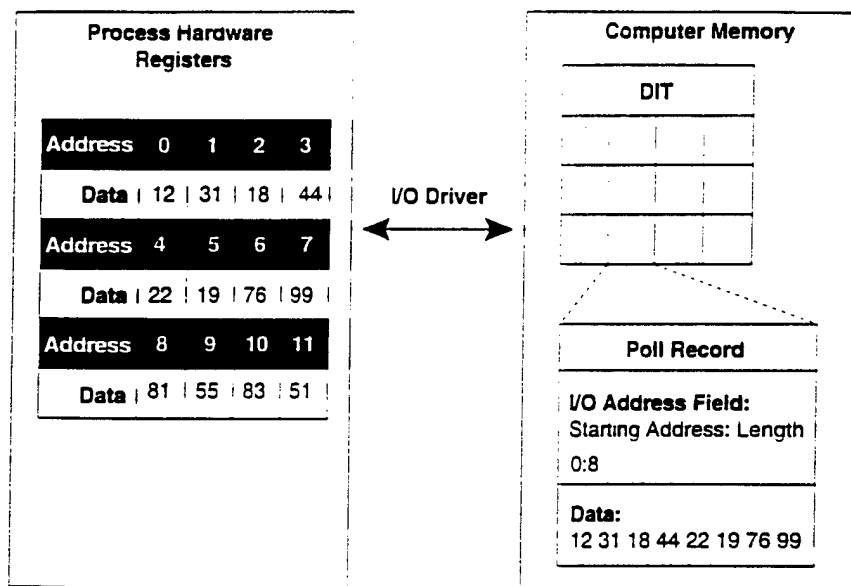 Process Hardware
Registers
Address 0 1 2 3
Data 12 31 18 44
Address 4 5 6 7
Data 22 19 76 99
Address 8 9 10 11
Data 81 55 83 51
I/O Driver
Computer Memory
DIT
Poll Record
I/O Address Field:
Starting Address: Length
0:8
Data:
12 31 18 44 22 19 76 99